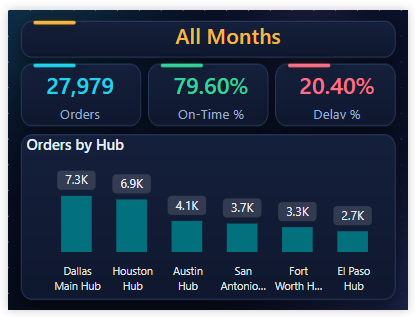 All Months
27,979
79.60%
20.40%
Orders
On-Time %
Delay %
Orders by Hub
7.3K
6.9K
4.1K
3.7K
3.3K
2.7K
Dallas
Main Hub
Houston
Hub
Austin
Hub
San
Antonio...
Fort
Worth H...
El Paso
Hub